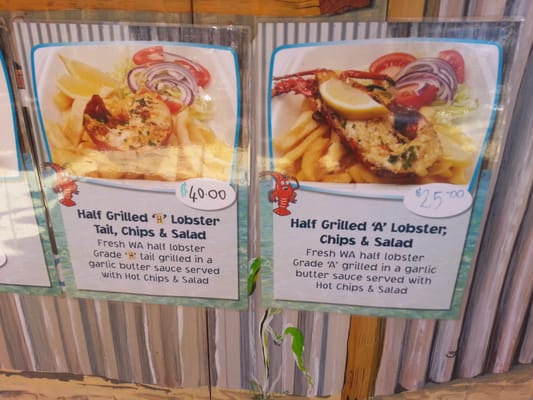 $40.00
Half Grilled 'H' Lobster
Tail, Chips & Salad
Fresh WA half lobster
Grade 'H' tail grilled in a
garlic butter sauce served
with Hot Chips & Salad
$25.00
Half Grilled 'A' Lobster,
Chips & Salad
Fresh WA half lobster
Grade 'A' grilled in a garlic
butter sauce served with
Hot Chips & Salad